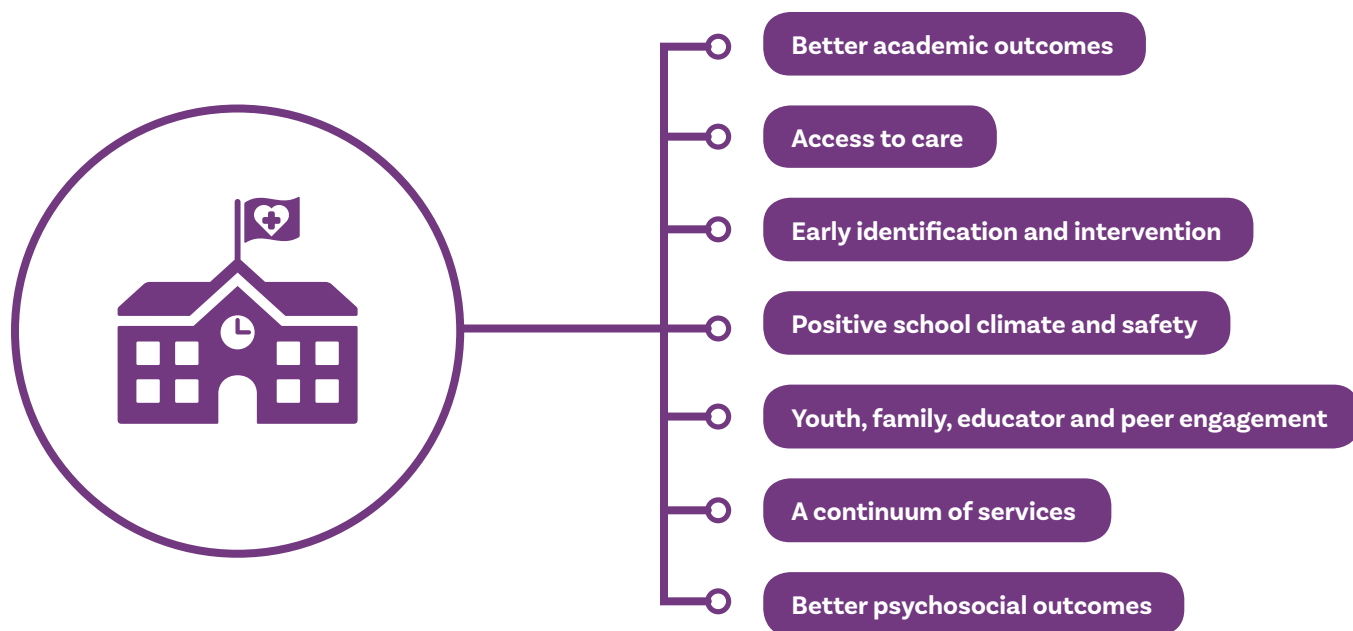 Better academic outcomes
Access to care
Early identification and intervention
Positive school climate and safety
Youth, family, educator and peer engagement
A continuum of services
Better psychosocial outcomes